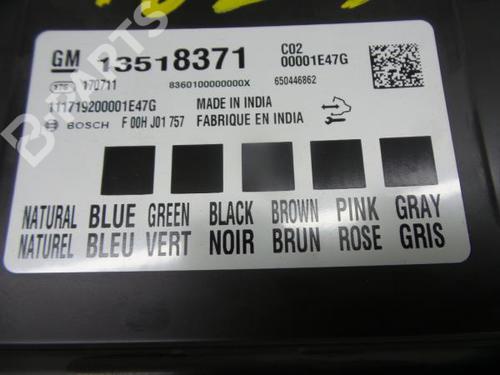 GM 13518371 C02
00001E47G
170711 8360100000000X 650446862
111719200001E47G MADE IN INDIA
BOSCH F 00H J01 757 FABRIQUE EN INDIA
NATURAL BLUE GREEN BLACK BROWN PINK GRAY
NATUREL BLEU VERT NOIR BRUN ROSE GRIS
B-PARTS